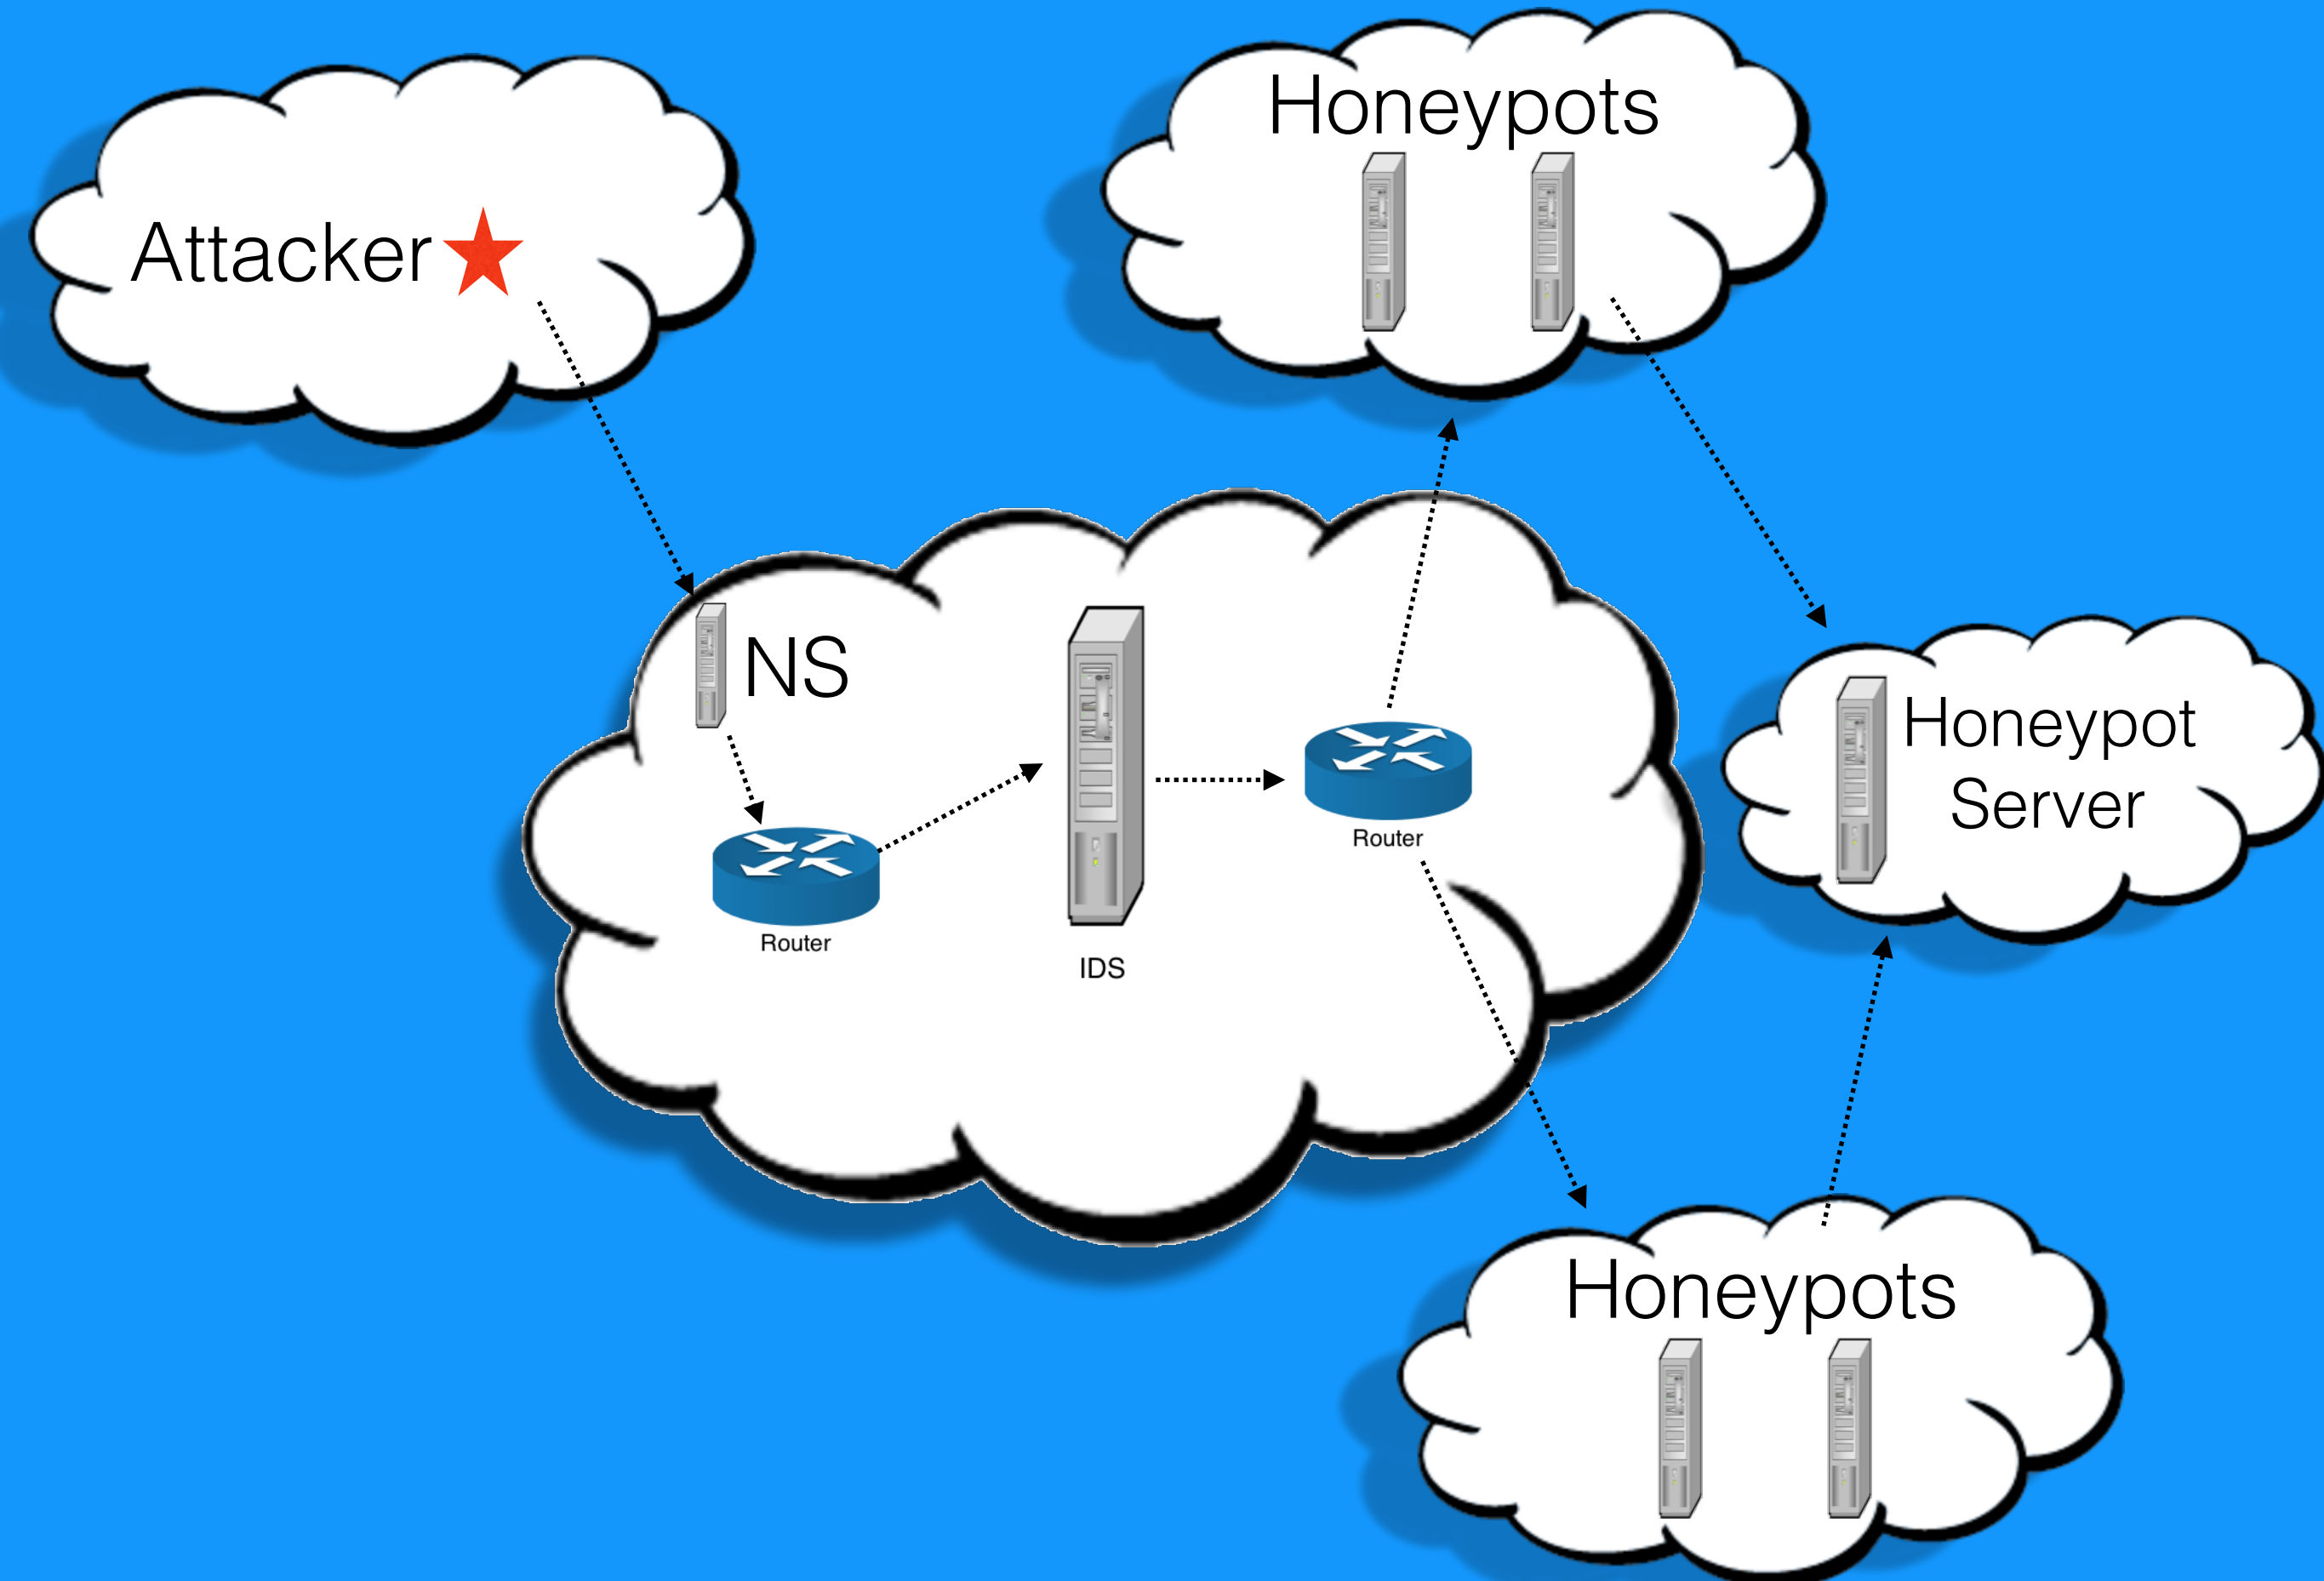 Honeypots
Attacker
NS
Honeypot
Server
Router
Router
IDS
Honeypots